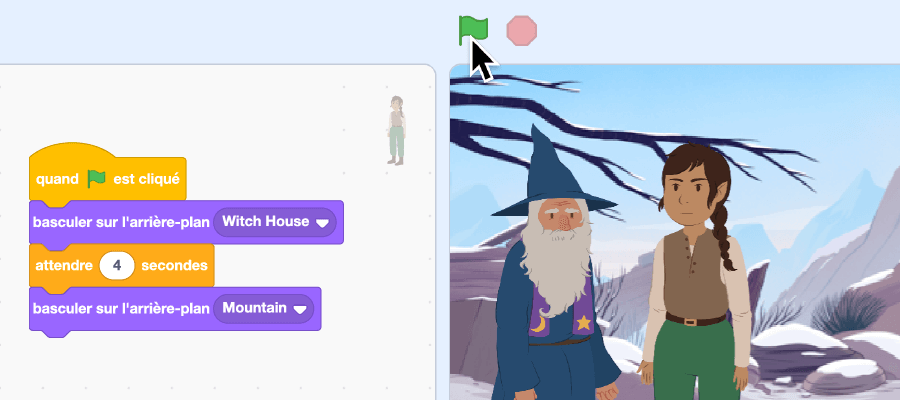 quand est cliqué
basculer sur l'arrière-plan Witch House
attendre 4 secondes
basculer sur l'arrière-plan Mountain